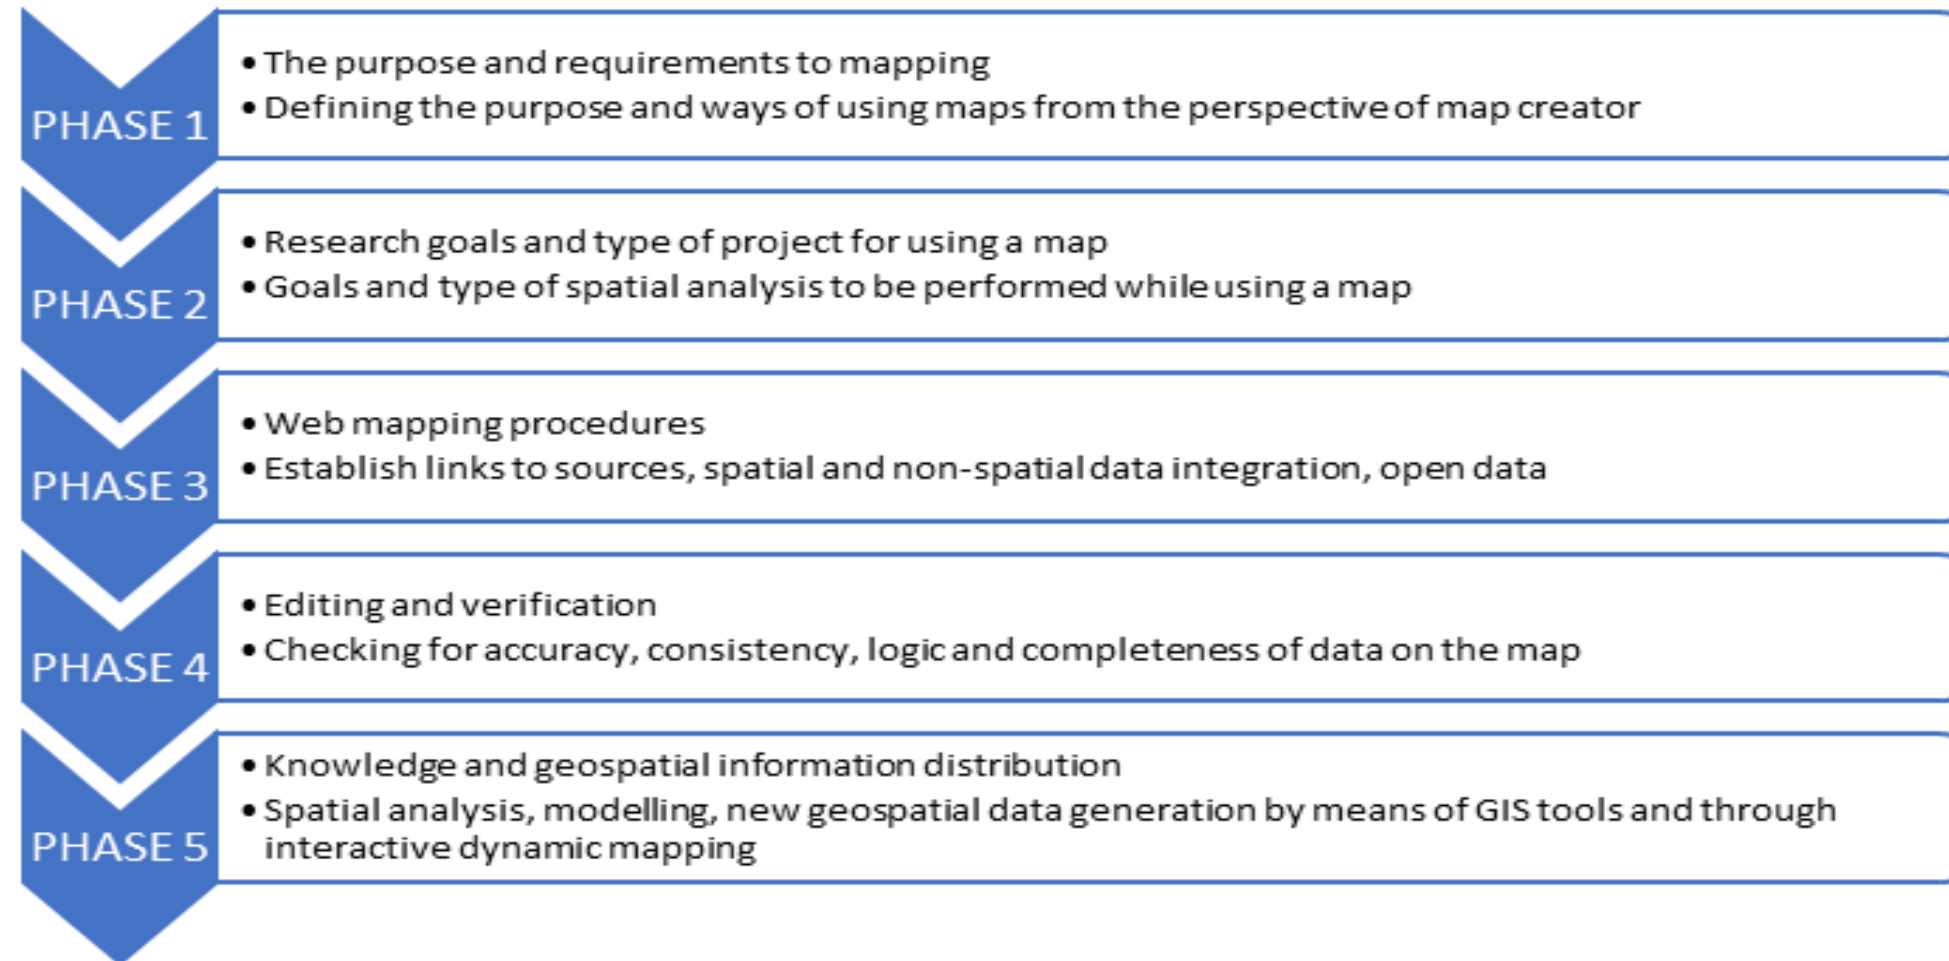 PHASE 1
• The purpose and requirements to mapping
• Defining the purpose and ways of using maps from the perspective of map creator
PHASE 2
• Research goals and type of project for using a map
• Goals and type of spatial analysis to be performed while using a map
PHASE 3
• Web mapping procedures
• Establish links to sources, spatial and non-spatial data integration, open data
PHASE 4
• Editing and verification
• Checking for accuracy, consistency, logic and completeness of data on the map
PHASE 5
• Knowledge and geospatial information distribution
• Spatial analysis, modelling, new geospatial data generation by means of GIS tools and through
interactive dynamic mapping